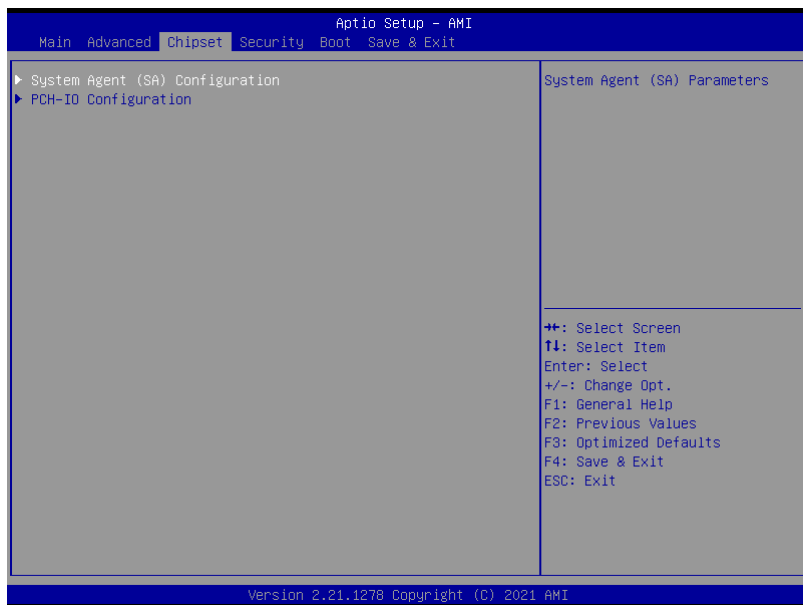 Aptio Setup – AMI
Main Advanced Chipset Security Boot Save & Exit
System Agent (SA) Configuration
PCH-IO Configuration
System Agent (SA) Parameters
→←: Select Screen
↑↓: Select Item
Enter: Select
+/-: Change Opt.
F1: General Help
F2: Previous Values
F3: Optimized Defaults
F4: Save & Exit
ESC: Exit
Version 2.21.1278 Copyright (C) 2021 AMI